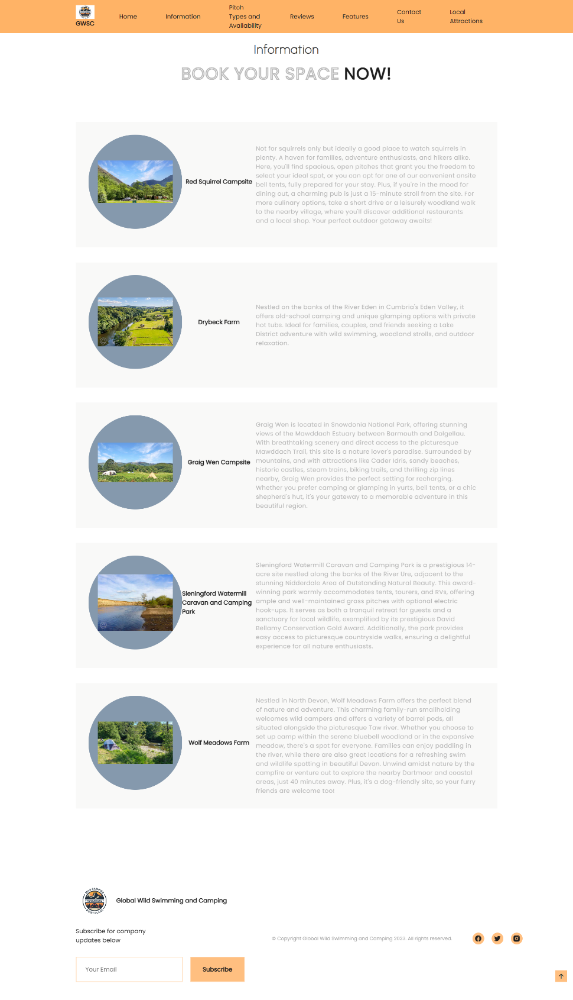 GWSC
Home
Information
Pitch
Types and
Availability
Reviews
Features
Contact
Us
Local
Attractions
Information
BOOK YOUR SPACE NOW!
Red Squirrel Campsite
Not for squirrels only but ideally a good place to watch squirrels in
plenty. A haven for families, adventure enthusiasts, and hikers alike.
Here, you'll find spacious, open pitches that grant you the freedom to
select your ideal spot, or you can opt for one of our convenient onsite
bell tents, fully prepared for your stay. Plus, if you're in the mood for
dining out, a charming pub is just a 15-minute stroll from the site. For
more culinary options, take a short drive or a leisurely woodland walk
to the nearby village, where you'll discover additional restaurants
and a local shop. Your perfect outdoor getaway awaits!
Drybeck Farm
Nestled on the banks of the River Eden in Cumbria's Eden Valley, it
offers old-school camping and unique glamping options with private
hot tubs. Ideal for families, couples, and friends seeking a Lake
District adventure with wild swimming, woodland strolls, and outdoor
relaxation.
Graig Wen Campsite
Graig Wen is located in Snowdonia National Park, offering stunning
views of the Mawddach Estuary between Barmouth and Dolgellau.
With breathtaking scenery and direct access to the picturesque
Mawddach Trail, this site is a nature lover's paradise. Surrounded by
mountains, and with attractions like Cader Idris, sandy beaches,
historic castles, steam trains, biking trails, and thrilling zip lines
nearby, Graig Wen provides the perfect setting for recharging.
Whether you prefer camping or glamping in yurts, bell tents, or a chic
shepherd's hut, it's your gateway to a memorable adventure in this
beautiful region.
Sleningford Watermill
Caravan and Camping
Park
Sleningford Watermill Caravan and Camping Park is a prestigious 14-
acre site nestled along the banks of the River Ure, adjacent to the
stunning Nidderdale Area of Outstanding Natural Beauty. This award-
winning park warmly accommodates tents, tourers, and RVs, offering
ample and well-maintained grass pitches with optional electric
hook-ups. It serves as both a tranquil retreat for guests and a
sanctuary for local wildlife, exemplified by its prestigious David
Bellamy Conservation Gold Award. Additionally, the park provides
easy access to picturesque countryside walks, ensuring a delightful
experience for all nature enthusiasts.
Wolf Meadows Farm
Nestled in North Devon, Wolf Meadows Farm offers the perfect blend
of nature and adventure. This charming family-run smallholding
welcomes wild campers and offers a variety of barrel pods, all
situated alongside the picturesque Taw river. Whether you choose to
set up camp within the serene bluebell woodland or in the expansive
meadow, there's a spot for everyone. Families can enjoy paddling in
the river, while there are also great locations for a refreshing swim
and wildlife spotting in beautiful Devon. Unwind amidst nature by the
campfire or venture out to explore the nearby Dartmoor and coastal
areas, just 40 minutes away. Plus, it's a dog-friendly site, so your furry
friends are welcome too!
WILD CAMPING
ADVENTURE
QUIET PLACE
Global Wild Swimming and Camping
Subscribe for company
updates below
© Copyright Global Wild Swimming and Camping 2023. All rights reserved.
Your Email
Subscribe